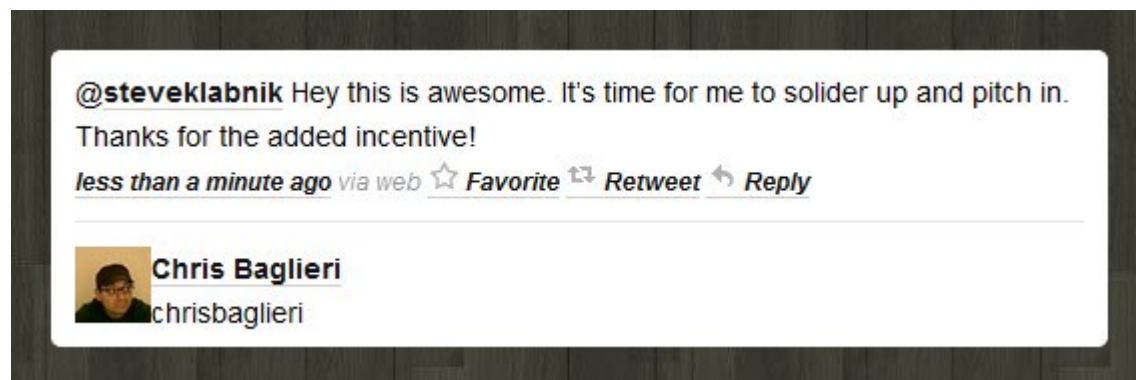 @steveklabnik Hey this is awesome. It's time for me to solider up and pitch in.
Thanks for the added incentive!
less than a minute ago via web Favorite Retweet Reply
Chris Baglieri
chrisbaglieri